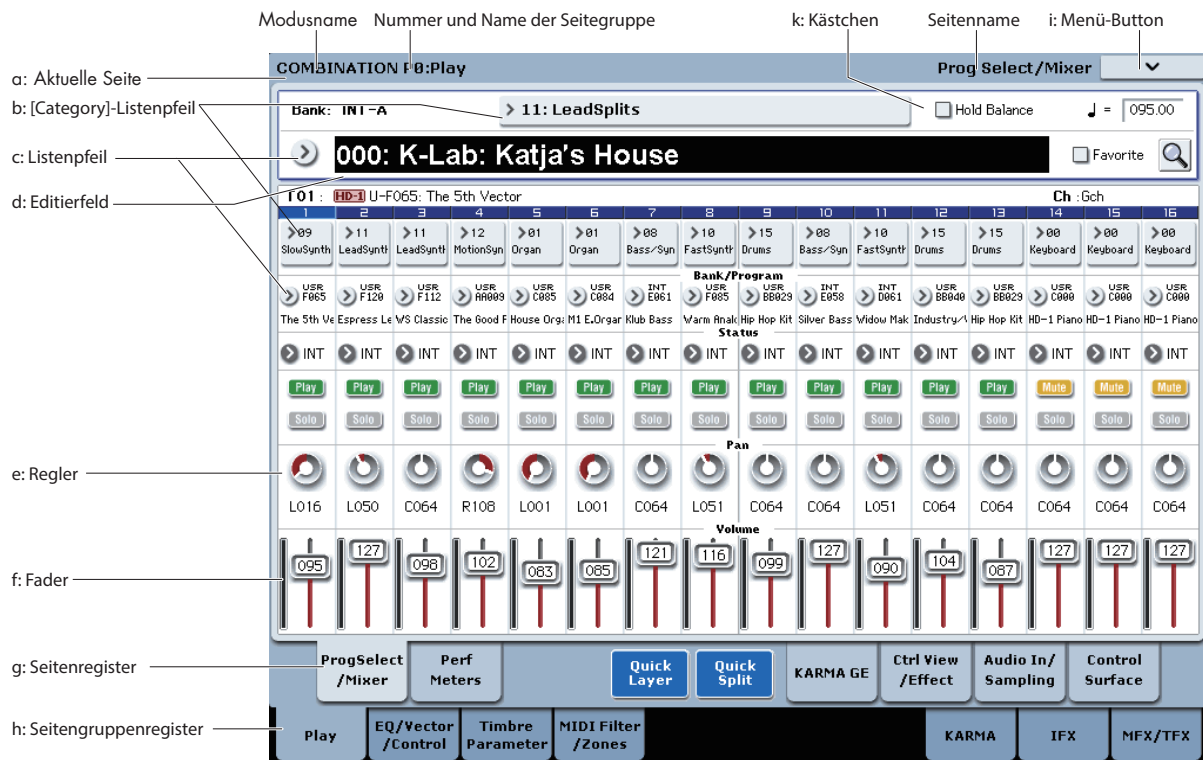 Modusname Nummer und Name der Seitegruppe k: Kästchen Seitenname i: Menü-Button
COMBINATION P0:Play Prog Select/Mixer
a: Aktuelle Seite
b: [Category]-Listenpfeil
Bank: INT-A 11: LeadSplits Hold Balance ♩ = 095.00
c: Listenpfeil
000: K-Lab: Katja's House Favorite
d: Editierfeld
T01 : HD-1 U-F065: The 5th Vector Ch :Gch
1 2 3 4 5 6 7 8 9 10 11 12 13 14 15 16
09 11 11 12 01 01 08 10 15 08 10 15 15 00 00 00
SlowSynth LeadSynth LeadSynth MotionSyn Organ Organ Bass/Syn FastSynth Drums Bass/Syn FastSynth Drums Drums Keyboard Keyboard Keyboard
Bank/Program
USR USR USR USR USR USR INT USR USR INT INT USR USR USR USR USR
F065 F120 F112 AA009 C085 C084 E061 F085 BB029 E058 D061 BB040 BB029 C000 C000 C000
The 5th Ve Espress Le WS Classic The Good F House Orga M1 E.Organ Klub Bass Warm Analo Hip Hop Kit Silver Bass Widow Mak Industry/ Hip Hop Kit HD-1 Piano HD-1 Piano HD-1 Piano
Status
INT INT INT INT INT INT INT INT INT INT INT INT INT INT INT INT
Play Play Play Play Play Play Play Play Play Play Play Play Play Mute Mute Mute
Solo Solo Solo Solo Solo Solo Solo Solo Solo Solo Solo Solo Solo Solo Solo Solo
Pan
e: Regler
L016 L050 C064 R108 L001 L001 C064 L051 C064 C064 L051 C064 C064 C064 C064 C064
Volume
f: Fader
095 127 098 102 083 085 121 116 099 127 090 104 087 127 127 127
g: Seitenregister
ProgSelect
/Mixer
Perf
Meters
Quick
Layer
Quick
Split
KARMA GE
Ctrl View
/Effect
Audio In/
Sampling
Control
Surface
h: Seitengruppenregister
Play
EQ/Vector
/Control
Timbre
Parameter
MIDI Filter
/Zones
KARMA
IFX
MFX/TFX